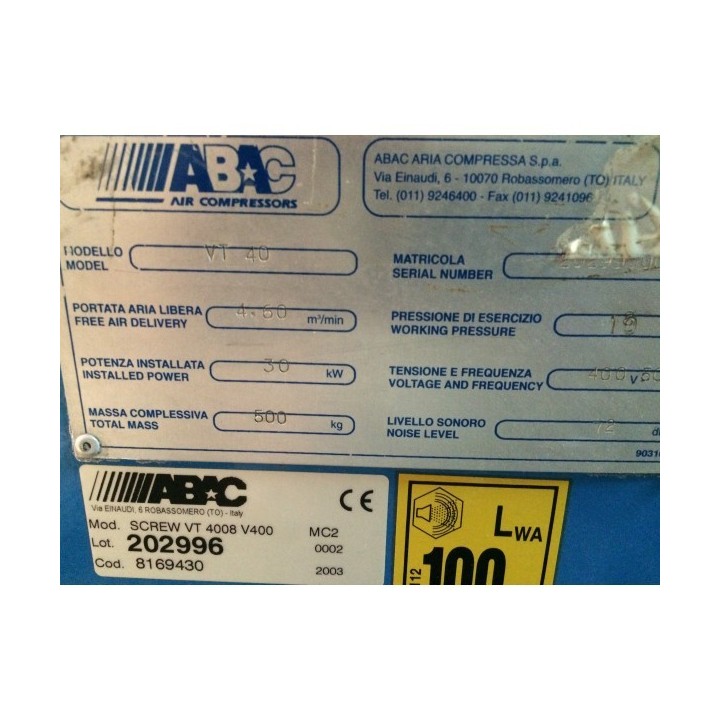 ABAC
AIR COMPRESSORS
ABAC ARIA COMPRESSA S.p.a.
Via Einaudi, 6 - 10070 Robassomero (TO) ITALY
Tel. (011) 9246400 - Fax (011) 9241096
MODELLO
MODEL
VT 40
MATRICOLA
SERIAL NUMBER
PORTATA ARIA LIBERA
FREE AIR DELIVERY
4.60 m³/min
PRESSIONE DI ESERCIZIO
WORKING PRESSURE
POTENZA INSTALLATA
INSTALLED POWER
30 kW
TENSIONE E FREQUENZA
VOLTAGE AND FREQUENCY
400 V
MASSA COMPLESSIVA
TOTAL MASS
500 kg
LIVELLO SONORO
NOISE LEVEL
72
ABAC
Via EINAUDI, 6 ROBASSOMERO (TO) - Italy
CE
Mod. SCREW VT 4008 V400 MC2
Lot. 202996 0002
Cod. 8169430 2003
LWA
100